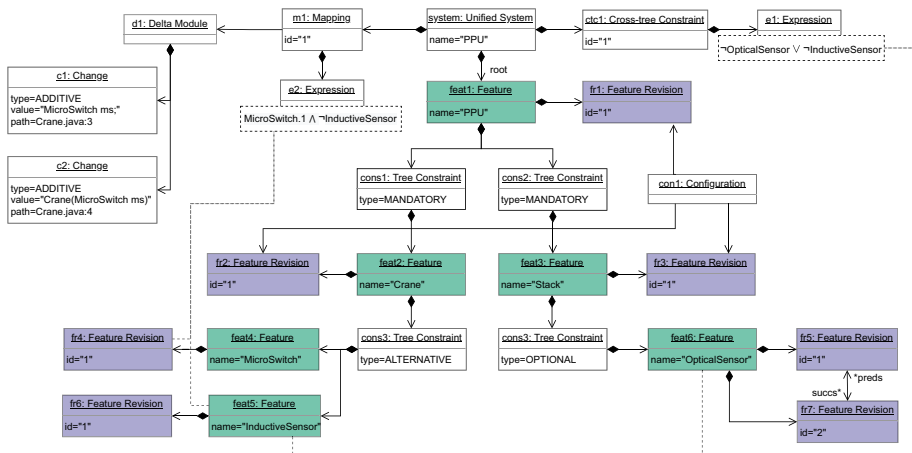 d1: Delta Module
m1: Mapping
id="1"
system: Unified System
name="PPU"
ctc1: Cross-tree Constraint
id="1"
e1: Expression
¬OpticalSensor ∨ ¬InductiveSensor
c1: Change
type=ADDITIVE
value="MicroSwitch ms;"
path=Crane.java:3
e2: Expression
MicroSwitch.1 ∧ ¬InductiveSensor
root
feat1: Feature
name="PPU"
fr1: Feature Revision
id="1"
c2: Change
type=ADDITIVE
value="Crane(MicroSwitch ms)"
path=Crane.java:4
cons1: Tree Constraint
type=MANDATORY
cons2: Tree Constraint
type=MANDATORY
con1: Configuration
fr2: Feature Revision
id="1"
feat2: Feature
name="Crane"
feat3: Feature
name="Stack"
fr3: Feature Revision
id="1"
fr4: Feature Revision
id="1"
feat4: Feature
name="MicroSwitch"
cons3: Tree Constraint
type=ALTERNATIVE
cons3: Tree Constraint
type=OPTIONAL
feat6: Feature
name="OpticalSensor"
fr5: Feature Revision
id="1"
*preds
succs*
fr6: Feature Revision
id="1"
feat5: Feature
name="InductiveSensor"
fr7: Feature Revision
id="2"